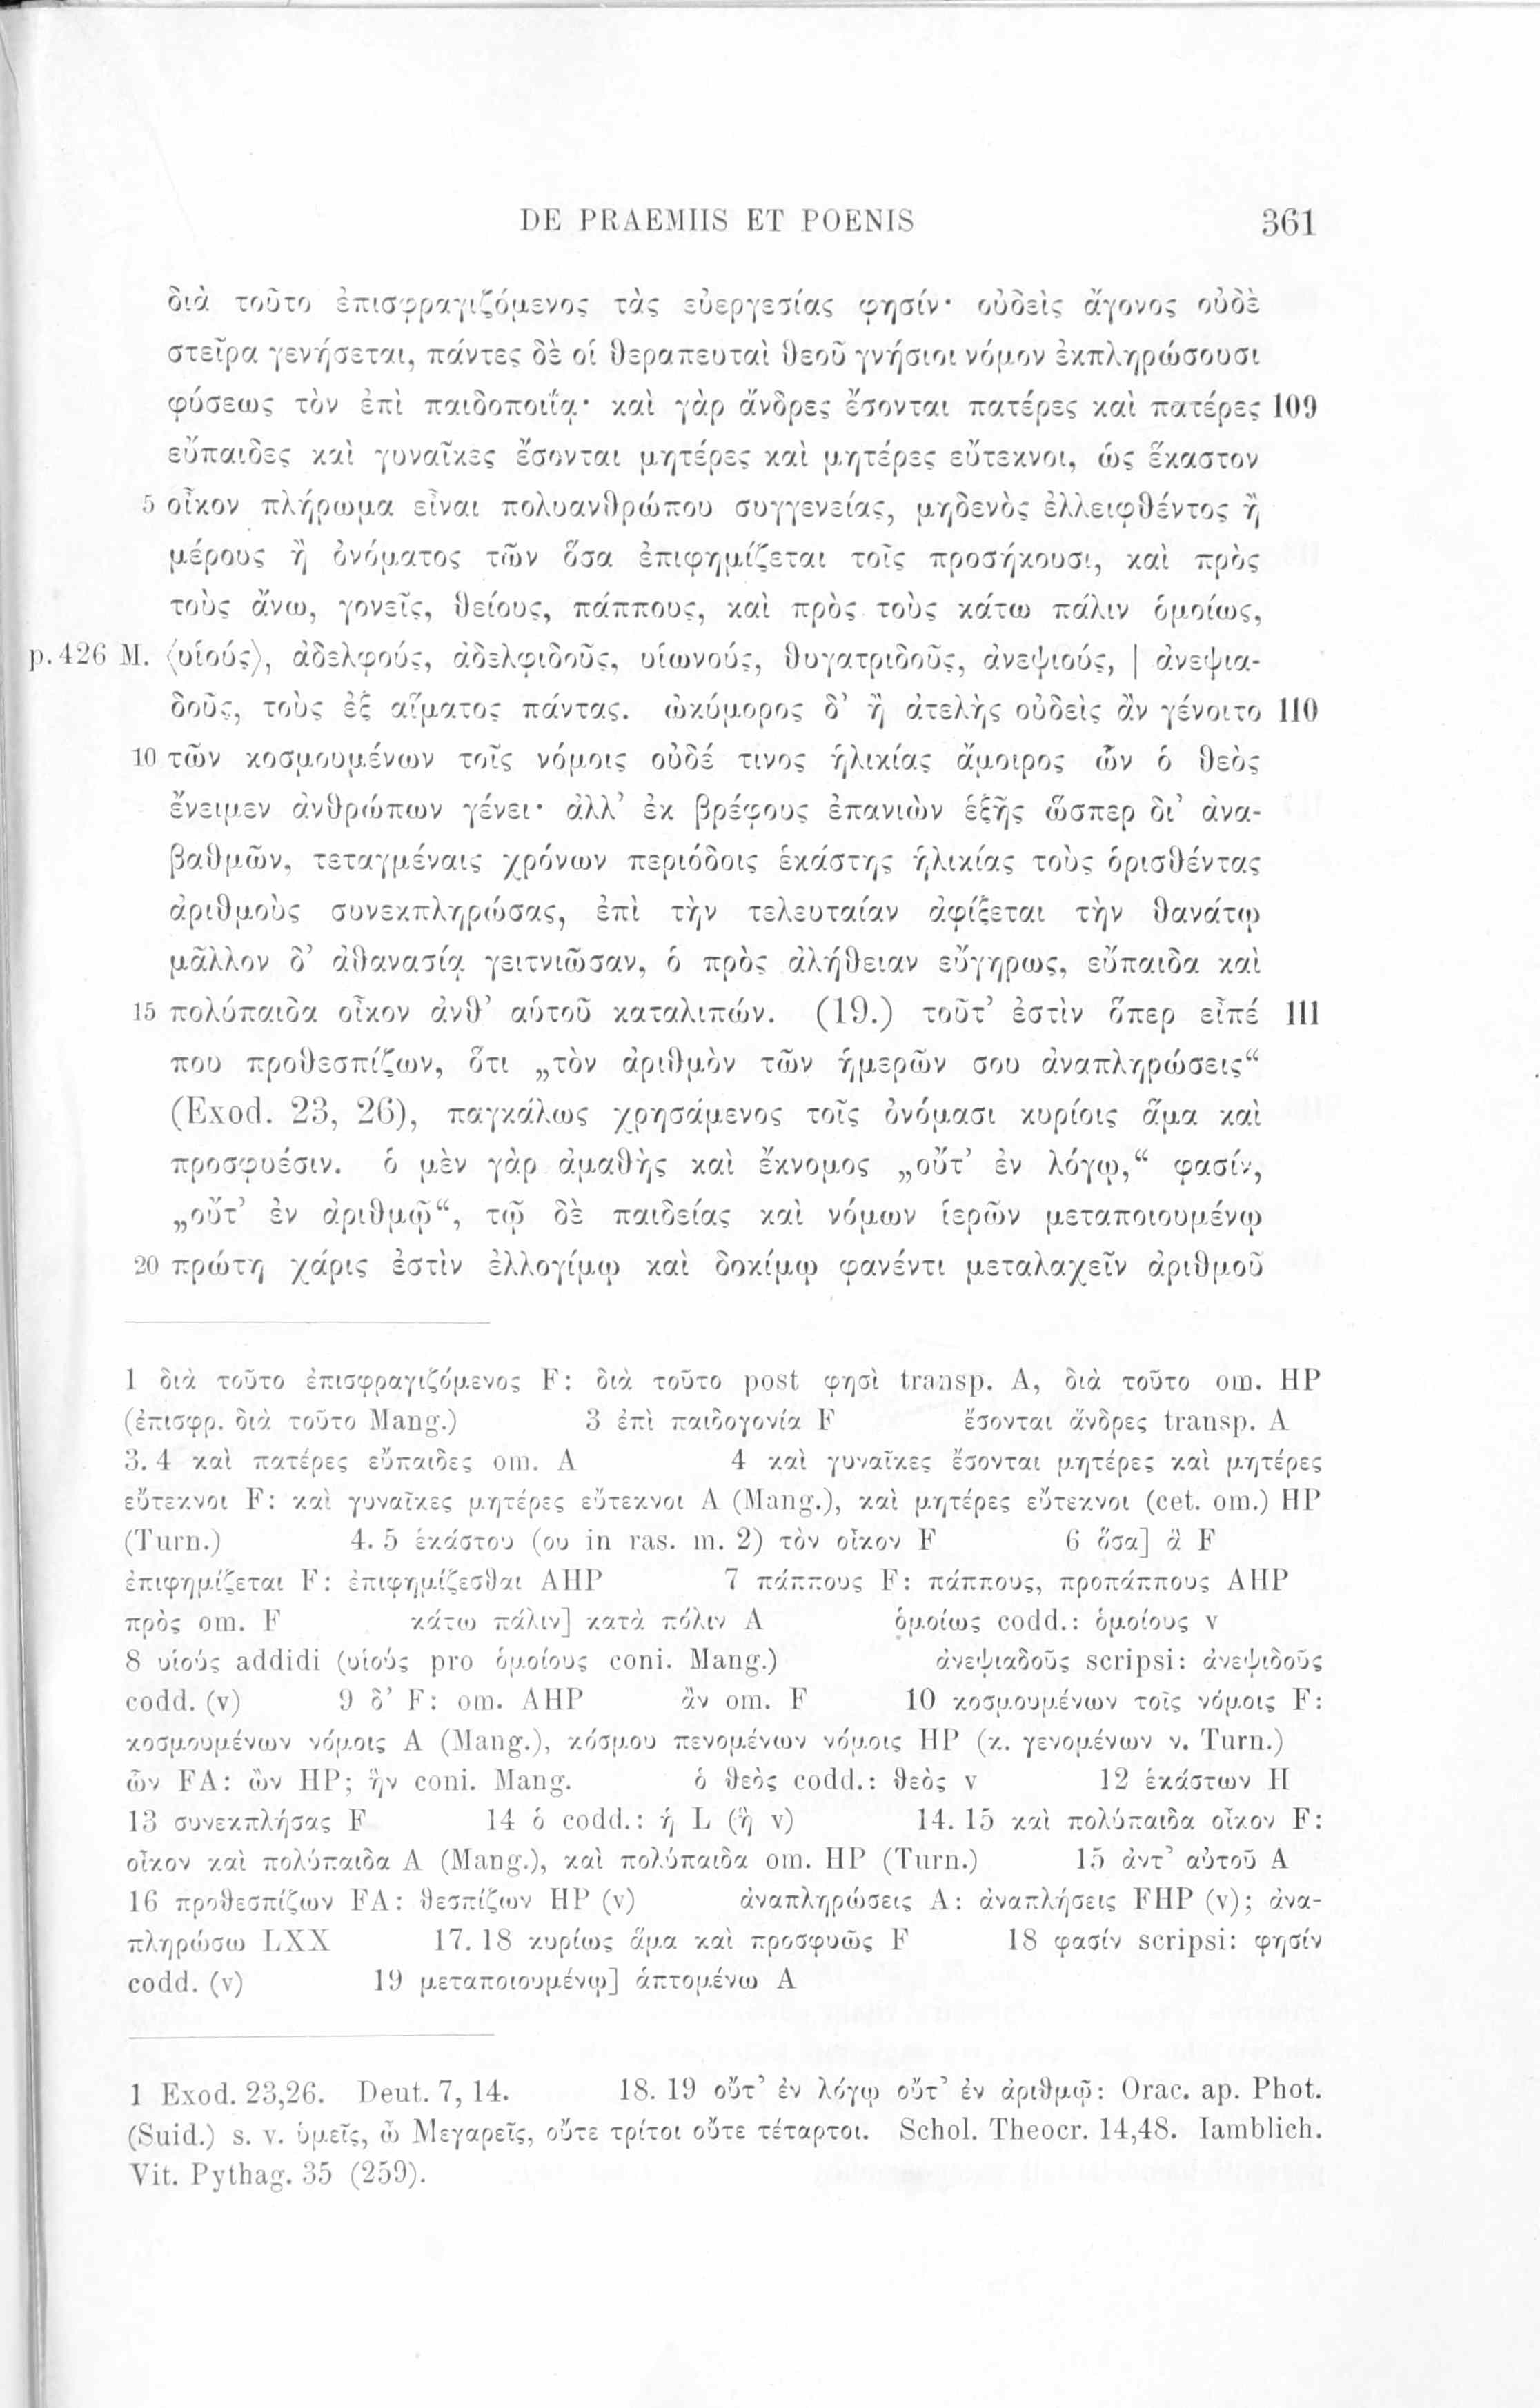 DE PRAEMIIS ET POENIS 361
διὰ τοῦτο ἐπισφραγιζόμενος τὰς εὐεργεσίας φησίν· οὐδεὶς ἄγονος οὐδὲ
στεῖρα γενήσεται, πάντες δὲ οἱ θεραπευταὶ θεοῦ γνήσιοι νόμον ἐκπληρώσουσι
φύσεως τὸν ἐπὶ παιδοποιΐᾳ· καὶ γὰρ ἄνδρες ἔσονται πατέρες καὶ πατέρες 109
εὔπαιδες καὶ γυναῖκες ἔσονται μητέρες καὶ μητέρες εὔτεκνοι, ὡς ἕκαστον
5 οἶκον πλήρωμα εἶναι πολυανθρώπου συγγενείας, μηδενὸς ἐλλειφθέντος ἢ
μέρους ἢ ὀνόματος τῶν ὅσα ἐπιφημίζεται τοῖς προσήκουσι, καὶ πρὸς
τοὺς ἄνω, γονεῖς, θείους, πάππους, καὶ πρὸς τοὺς κάτω πάλιν ὁμοίως,
p. 426 M. ⟨υἱούς⟩, ἀδελφούς, ἀδελφιδοῦς, υἱωνούς, θυγατριδοῦς, ἀνεψιούς, | ἀνεψια-
δοῦς, τοὺς ἐξ αἵματος πάντας. ὠκύμορος δ’ ἢ ἀτελὴς οὐδεὶς ἂν γένοιτο 110
10 τῶν κοσμουμένων τοῖς νόμοις οὐδέ τινος ἡλικίας ἄμοιρος ὧν ὁ θεὸς
ἔνειμεν ἀνθρώπων γένει· ἀλλ’ ἐκ βρέφους ἐπανιὼν ἑξῆς ὥσπερ δι’ ἀνα-
βαθμῶν, τεταγμέναις χρόνων περιόδοις ἑκάστης ἡλικίας τοὺς ὁρισθέντας
ἀριθμοὺς συνεκπληρώσας, ἐπὶ τὴν τελευταίαν ἀφίξεται τὴν θανάτῳ
μᾶλλον δ’ ἀθανασίᾳ γειτνιῶσαν, ὁ πρὸς ἀλήθειαν εὔγηρως, εὔπαιδα καὶ
15 πολύπαιδα οἶκον ἀνθ’ αὑτοῦ καταλιπών. (19.) τοῦτ’ ἐστὶν ὅπερ εἶπέ 111
που προθεσπίζων, ὅτι „τὸν ἀριθμὸν τῶν ἡμερῶν σου ἀναπληρώσεις“
(Exod. 23, 26), παγκάλως χρησάμενος τοῖς ὀνόμασι κυρίοις ἅμα καὶ
προσφυέσιν. ὁ μὲν γὰρ ἀμαθὴς καὶ ἔκνομος „οὔτ’ ἐν λόγῳ,“ φασίν,
„οὔτ’ ἐν ἀριθμῷ“, τῷ δὲ παιδείας καὶ νόμων ἱερῶν μεταποιουμένῳ
20 πρώτη χάρις ἐστὶν ἐλλογίμῳ καὶ δοκίμῳ φανέντι μεταλαχεῖν ἀριθμοῦ
1 διὰ τοῦτο ἐπισφραγιζόμενος F: διὰ τοῦτο post φησὶ transp. A, διὰ τοῦτο om. HP
(ἐπισφρ. διὰ τοῦτο Mang.) 3 ἐπὶ παιδογονία F ἔσονται ἄνδρες transp. A
3. 4 καὶ πατέρες εὔπαιδες om. A 4 καὶ γυναῖκες ἔσονται μητέρες καὶ μητέρες
εὔτεκνοι F: καὶ γυναῖκες μητέρες εὔτεκνοι A (Mang.), καὶ μητέρες εὔτεκνοι (cet. om.) HP
(Turn.) 4. 5 ἑκάστου (ου in ras. m. 2) τὸν οἶκον F 6 ὅσα] ἃ F
ἐπιφημίζεται F: ἐπιφημίζεσθαι AHP 7 πάππους F: πάππους, προπάππους AHP
πρὸς om. F κάτω πάλιν] κατὰ πόλιν A ὁμοίως codd.: ὁμοίους v
8 υἱούς addidi (υἱούς pro ὁμοίους coni. Mang.) ἀνεψιαδοῦς scripsi: ἀνεψιδοῦς
codd. (v) 9 δ’ F: om. AHP ἂν om. F 10 κοσμουμένων τοῖς νόμοις F:
κοσμουμένων νόμοις A (Mang.), κόσμου πενομένων νόμοις HP (κ. γενομένων ν. Turn.)
ὧν FA: ὢν HP; ἣν coni. Mang. ὁ θεὸς codd.: θεὸς v 12 ἑκάστων H
13 συνεκπλήσας F 14 ὁ codd.: ἡ L (ἢ v) 14. 15 καὶ πολύπαιδα οἶκον F:
οἶκον καὶ πολύπαιδα A (Mang.), καὶ πολύπαιδα om. HP (Turn.) 15 ἀντ’ αὐτοῦ A
16 προθεσπίζων FA: θεσπίζων HP (v) ἀναπληρώσεις A: ἀναπλήσεις FHP (v); ἀνα-
πληρώσω LXX 17. 18 κυρίως ἅμα καὶ προσφυῶς F 18 φασίν scripsi: φησίν
codd. (v) 19 μεταποιουμένῳ] ἁπτομένω A
1 Exod. 23,26. Deut. 7, 14. 18. 19 οὔτ’ ἐν λόγῳ οὔτ’ ἐν ἀριθμῷ: Orac. ap. Phot.
(Suid.) s. v. ὑμεῖς, ὦ Μεγαρεῖς, οὔτε τρίτοι οὔτε τέταρτοι. Schol. Theocr. 14,48. Iamblich.
Vit. Pythag. 35 (259).